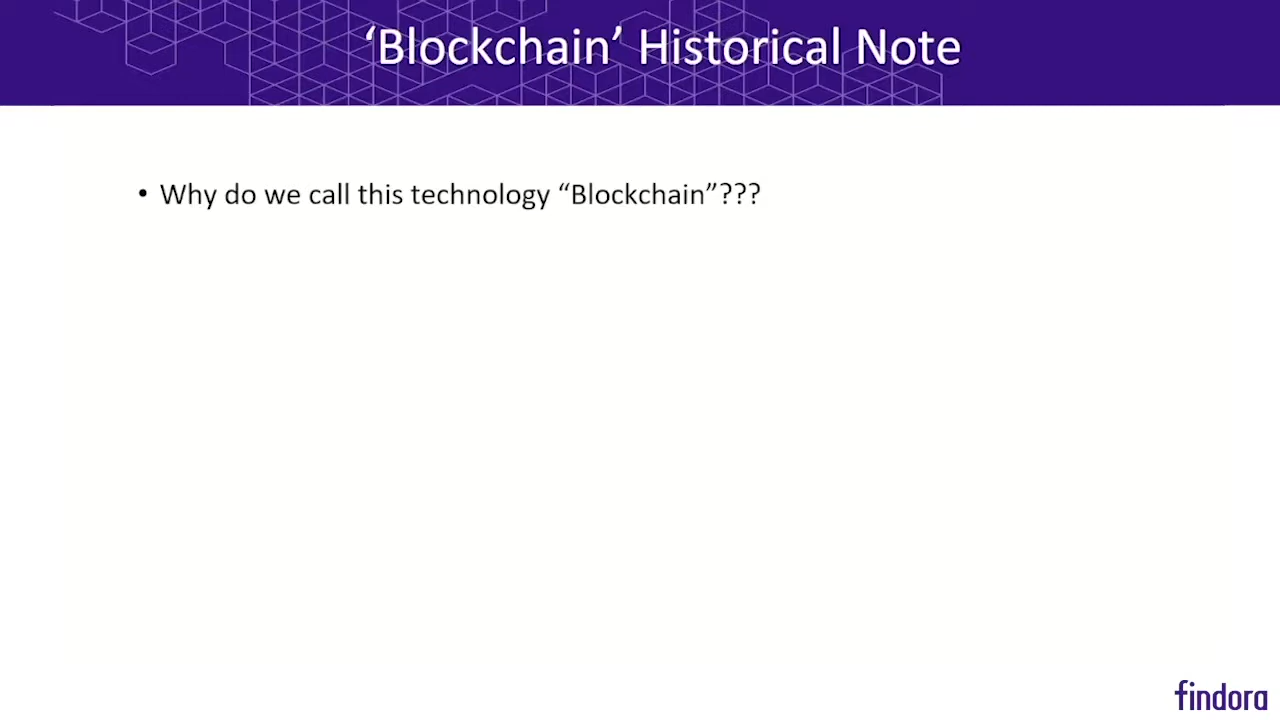 ‘Blockchain’ Historical Note
• Why do we call this technology “Blockchain”???
findora